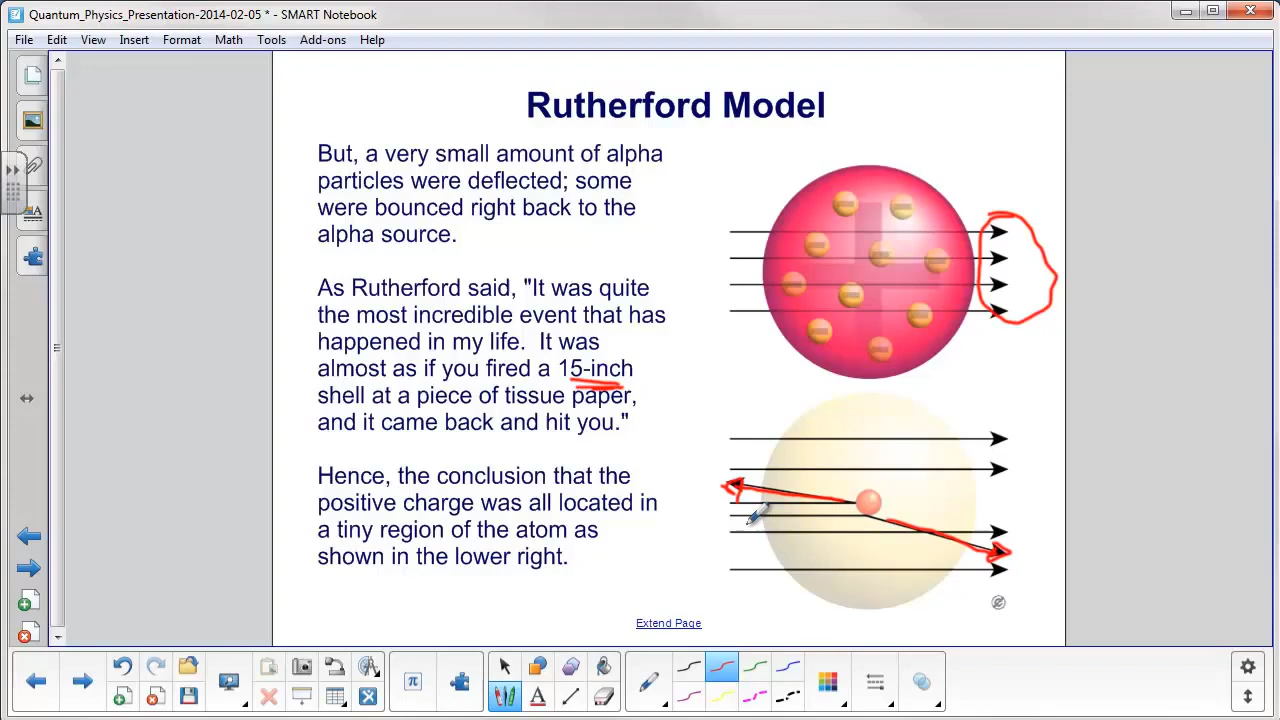 Quantum_Physics_Presentation-2014-02-05 * - SMART Notebook
File Edit View Insert Format Math Tools Add-ons Help
Rutherford Model
But, a very small amount of alpha
particles were deflected; some
were bounced right back to the
alpha source.
As Rutherford said, "It was quite
the most incredible event that has
happened in my life. It was
almost as if you fired a 15-inch
shell at a piece of tissue paper,
and it came back and hit you."
Hence, the conclusion that the
positive charge was all located in
a tiny region of the atom as
shown in the lower right.
Extend Page